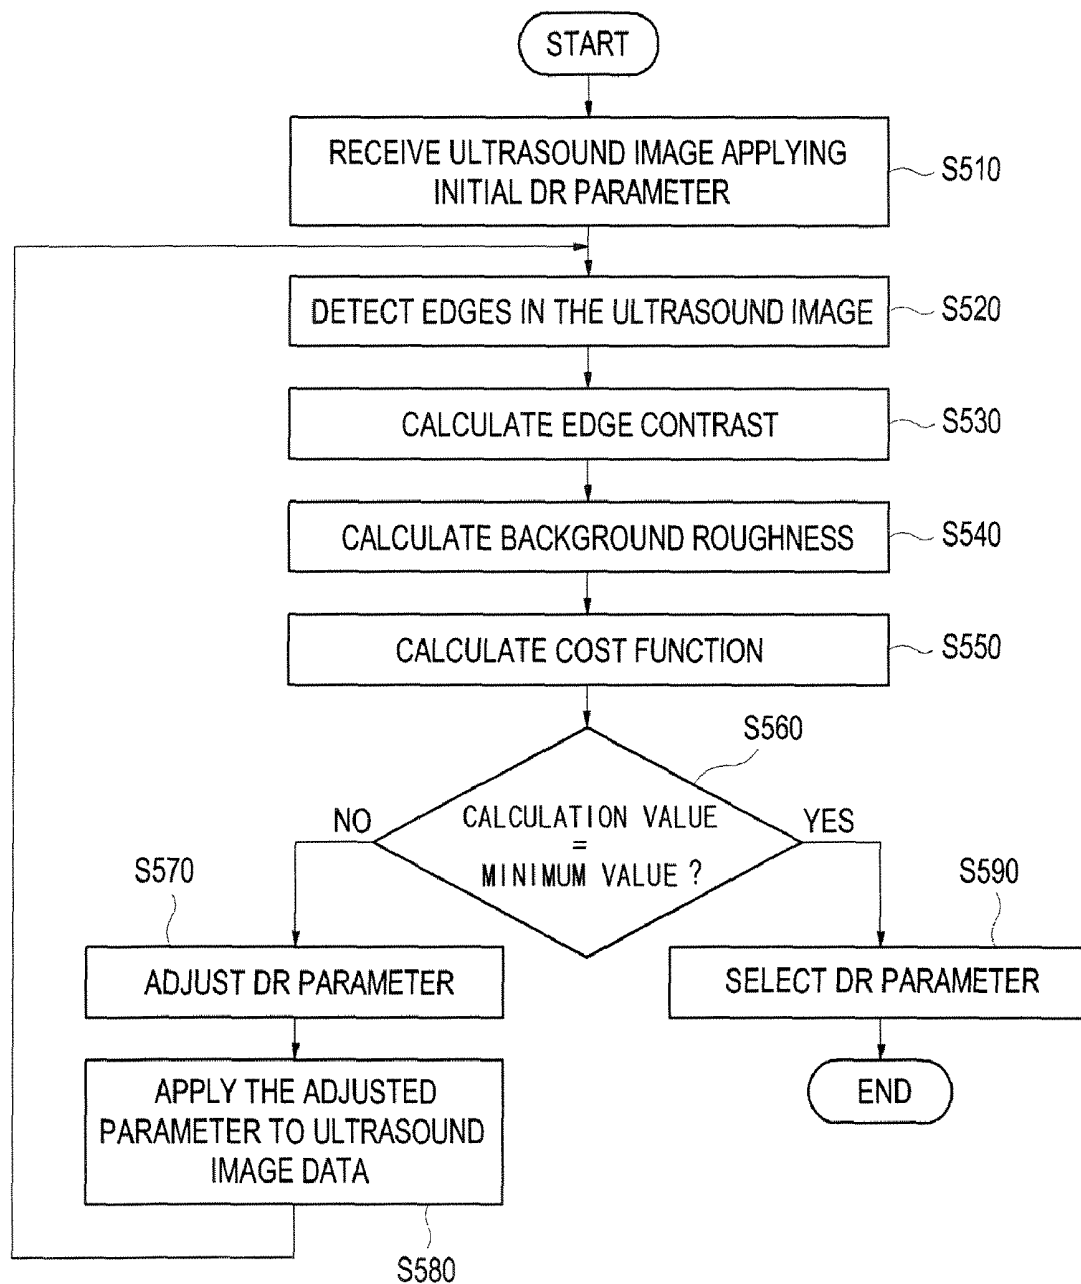 START
RECEIVE ULTRASOUND IMAGE APPLYING
INITIAL DR PARAMETER
S510
DETECT EDGES IN THE ULTRASOUND IMAGE
S520
CALCULATE EDGE CONTRAST
S530
CALCULATE BACKGROUND ROUGHNESS
S540
CALCULATE COST FUNCTION
S550
S560
CALCULATION VALUE
=
MINIMUM VALUE ?
NO
YES
S570
S590
ADJUST DR PARAMETER
SELECT DR PARAMETER
APPLY THE ADJUSTED
PARAMETER TO ULTRASOUND
IMAGE DATA
END
S580